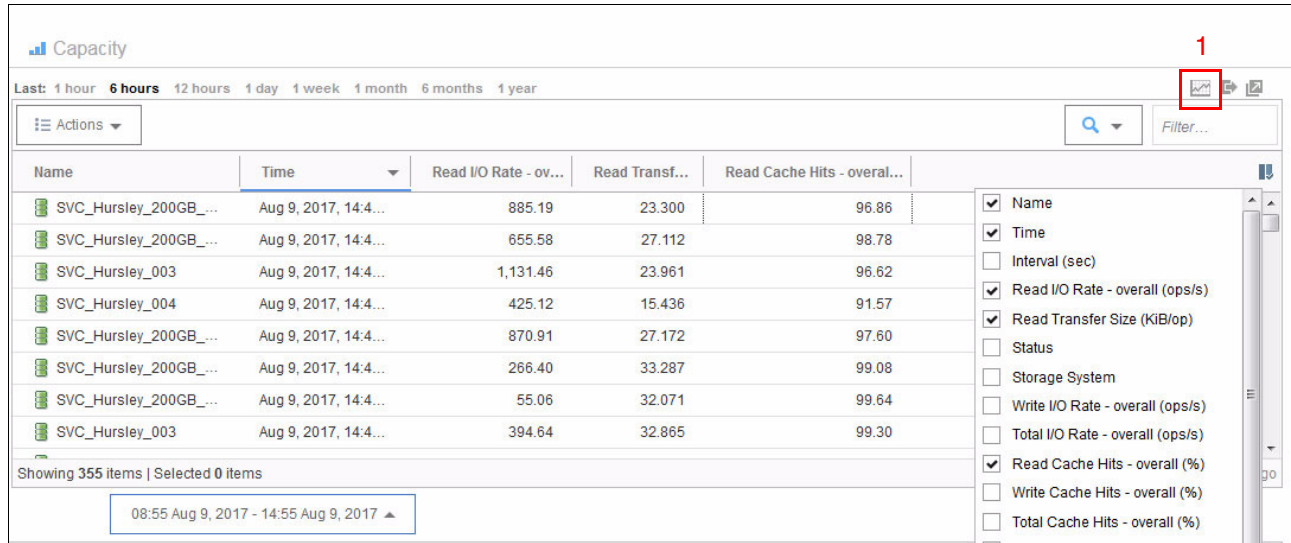 Capacity
1
Last: 1 hour 6 hours 12 hours 1 day 1 week 1 month 6 months 1 year
Actions
Filter...
Name Time Read I/O Rate - ov... Read Transf... Read Cache Hits - overal...
SVC_Hursley_200GB_... Aug 9, 2017, 14:4... 885.19 23.300 96.86
SVC_Hursley_200GB_... Aug 9, 2017, 14:4... 655.58 27.112 98.78
SVC_Hursley_003 Aug 9, 2017, 14:4... 1,131.46 23.961 96.62
SVC_Hursley_004 Aug 9, 2017, 14:4... 425.12 15.436 91.57
SVC_Hursley_200GB_... Aug 9, 2017, 14:4... 870.91 27.172 97.60
SVC_Hursley_200GB_... Aug 9, 2017, 14:4... 266.40 33.287 99.08
SVC_Hursley_200GB_... Aug 9, 2017, 14:4... 55.06 32.071 99.64
SVC_Hursley_003 Aug 9, 2017, 14:4... 394.64 32.865 99.30
Showing 355 items | Selected 0 items
go
08:55 Aug 9, 2017 - 14:55 Aug 9, 2017
Name
Time
Interval (sec)
Read I/O Rate - overall (ops/s)
Read Transfer Size (KiB/op)
Status
Storage System
Write I/O Rate - overall (ops/s)
Total I/O Rate - overall (ops/s)
Read Cache Hits - overall (%)
Write Cache Hits - overall (%)
Total Cache Hits - overall (%)